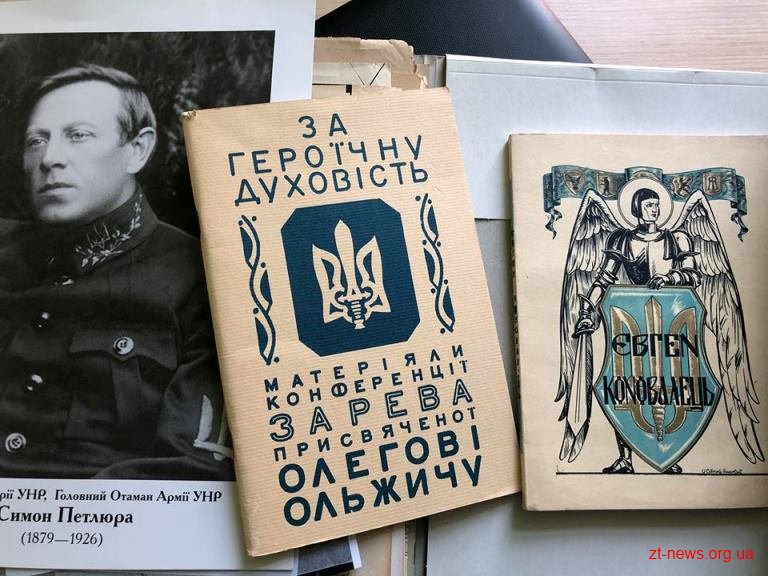 рії УНР, Головний Отаман Армії УНР
Симон Петлюра
(1879—1926)
ЗА
ГЕРОЇЧНУ
ДУХОВІСТЬ
МАТЕРІЯЛИ
КОНФЕРЕНЦІЇ
ЗАРЕВА
ПРИСВЯЧЕНОЇ
ОЛЕГОВІ
ОЛЬЖИЧУ
ЄВГЕН
КОНОВАЛЕЦЬ
zt-news.org.ua